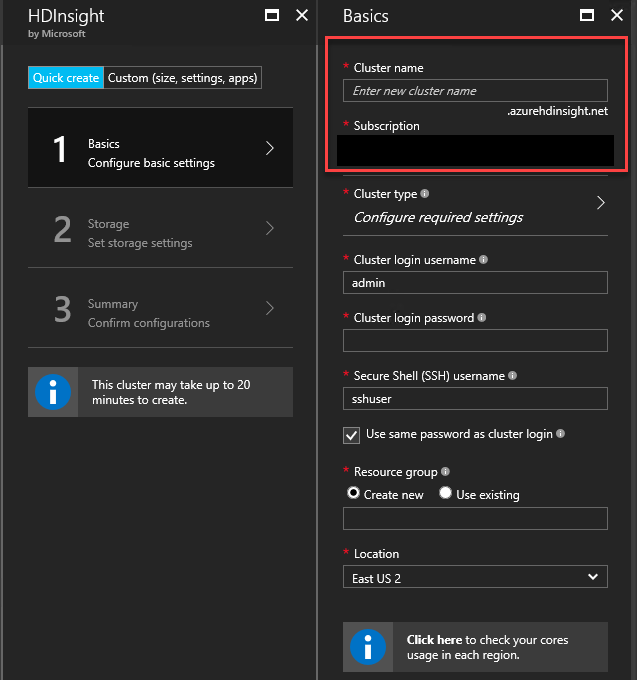 HDInsight
by Microsoft
Quick create Custom (size, settings, apps)
1 Basics
Configure basic settings
2 Storage
Set storage settings
3 Summary
Confirm configurations
This cluster may take up to 20
minutes to create.
Basics
* Cluster name
Enter new cluster name
.azurehdinsight.net
* Subscription
* Cluster type
Configure required settings
* Cluster login username
admin
* Cluster login password
* Secure Shell (SSH) username
sshuser
Use same password as cluster login
* Resource group
Create new Use existing
* Location
East US 2
Click here to check your cores
usage in each region.